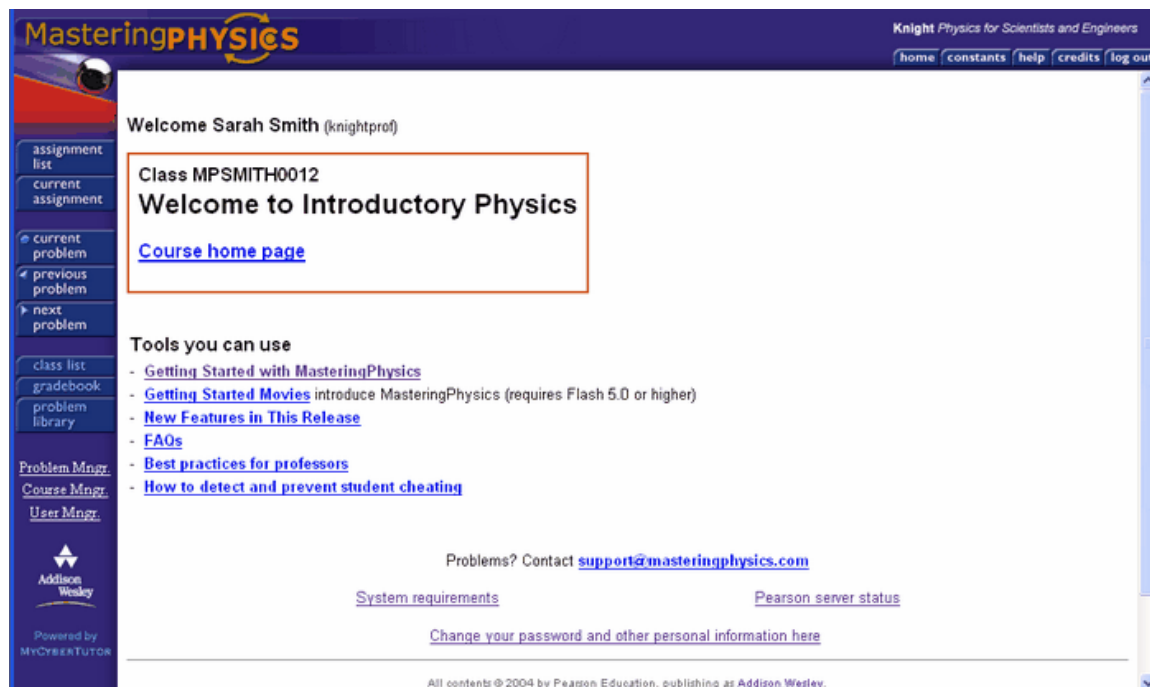 MasteringPHYSICS
Knight Physics for Scientists and Engineers
home constants help credits log out
Welcome Sarah Smith (knightprof)
Class MPSMITH0012
Welcome to Introductory Physics
Course home page
assignment
list
current
assignment
current
problem
previous
problem
next
problem
class list
gradebook
problem
library
Problem Mngr.
Course Mngr.
User Mngr.
Addison
Wesley
Powered by
MYCYBERTUTOR
Tools you can use
- Getting Started with MasteringPhysics
- Getting Started Movies introduce MasteringPhysics (requires Flash 5.0 or higher)
- New Features in This Release
- FAQs
- Best practices for professors
- How to detect and prevent student cheating
Problems? Contact support@masteringphysics.com
System requirements Pearson server status
Change your password and other personal information here
All contents © 2004 by Pearson Education, publishing as Addison Wesley.